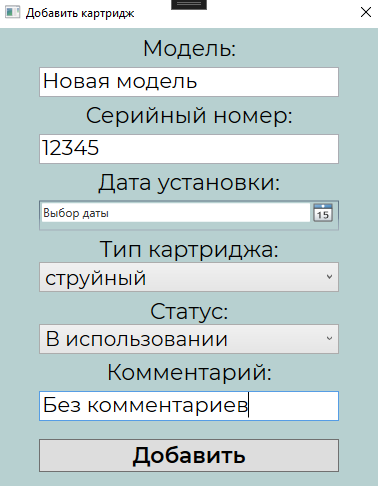 Добавить картридж
Модель:
Новая модель
Серийный номер:
12345
Дата установки:
Выбор даты
15
Тип картриджа:
струйный
Статус:
В использовании
Комментарий:
Без комментариев
Добавить